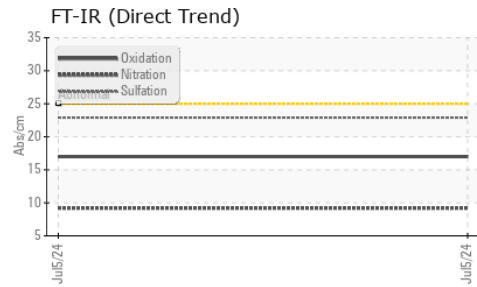 FT-IR (Direct Trend)
35
30
25
20
15
10
5
Abs/cm
Oxidation
Nitration
Sulfation
Abnormal
Jul5/24
Jul5/24